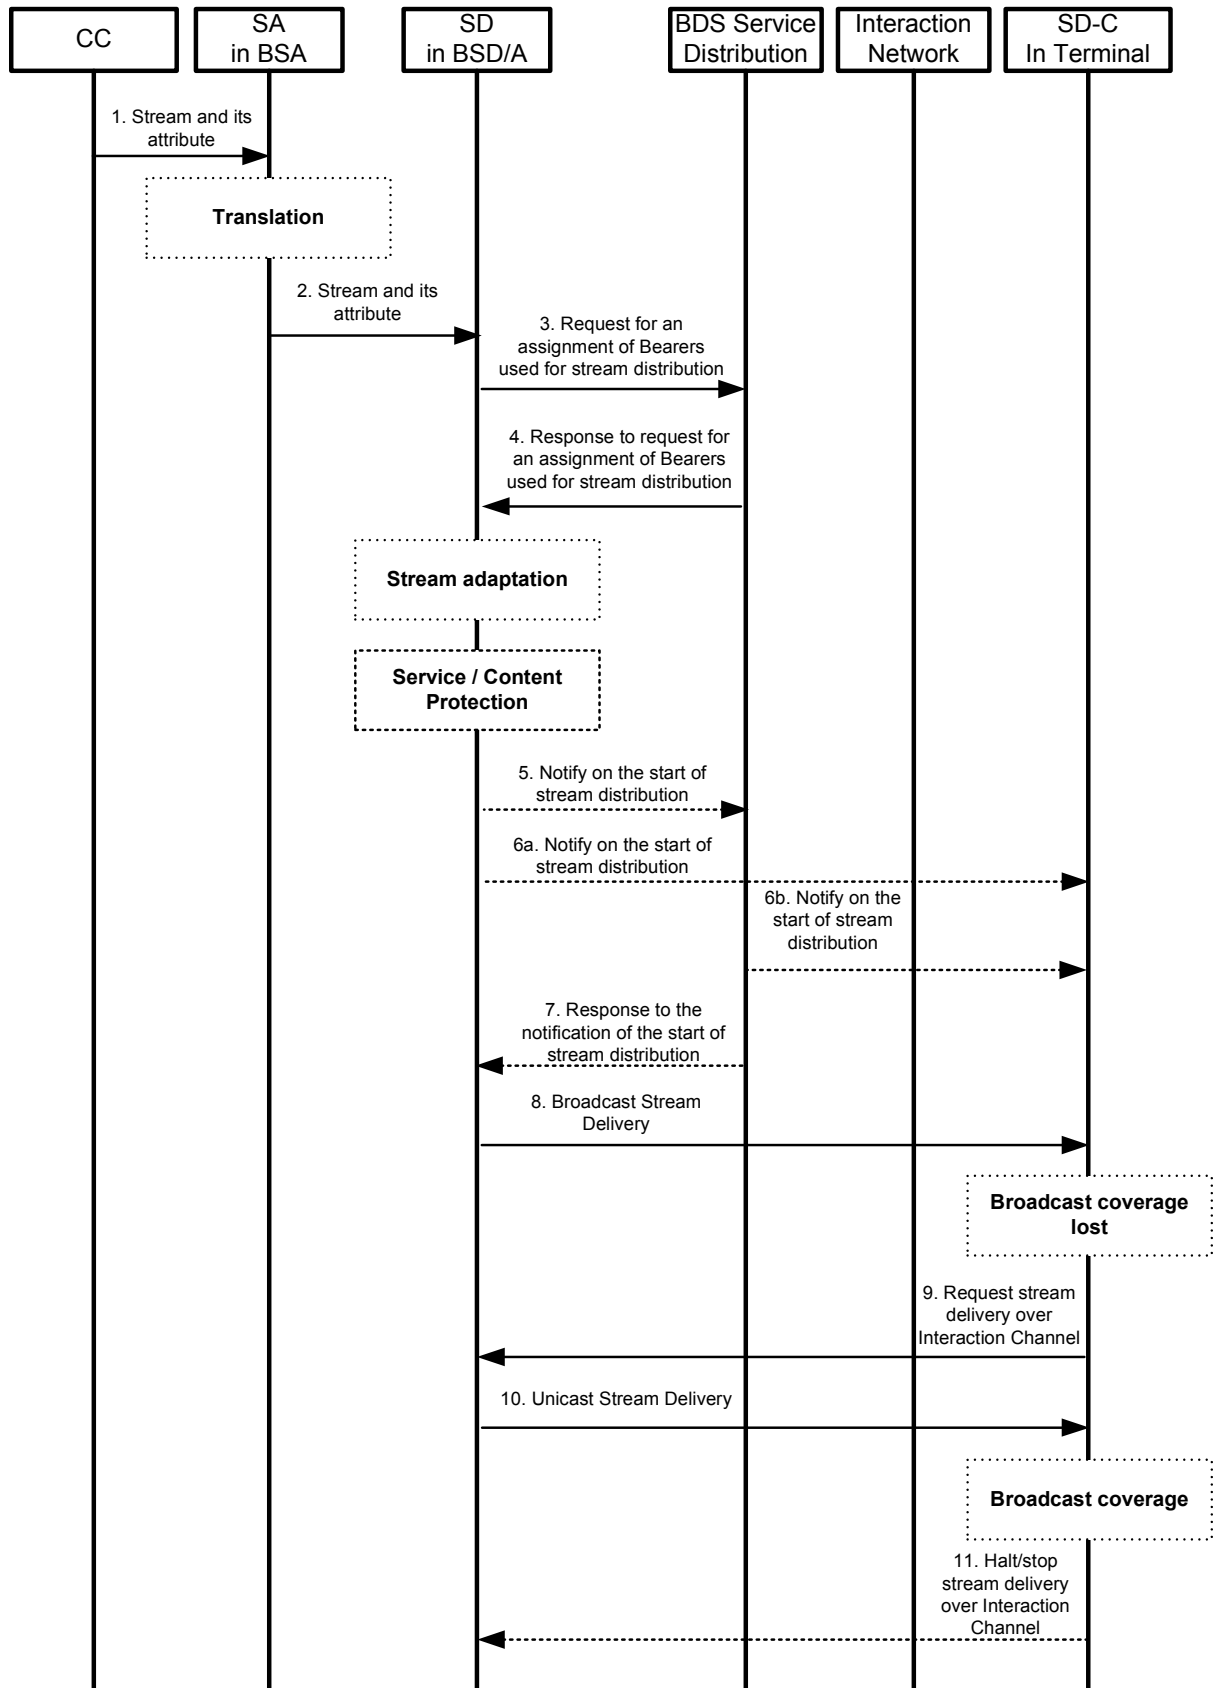 CC
SA
in BSA
SD
in BSD/A
BDS Service
Distribution
Interaction
Network
SD-C
In Terminal
1. Stream and its
attribute
Translation
2. Stream and its
attribute
3. Request for an
assignment of Bearers
used for stream distribution
4. Response to request for
an assignment of Bearers
used for stream distribution
Stream adaptation
Service / Content
Protection
5. Notify on the start of
stream distribution
6a. Notify on the start of
stream distribution
6b. Notify on the
start of stream
distribution
7. Response to the
notification of the start of
stream distribution
8. Broadcast Stream
Delivery
Broadcast coverage
lost
9. Request stream
delivery over
Interaction Channel
10. Unicast Stream Delivery
Broadcast coverage
11. Halt/stop
stream delivery
over Interaction
Channel